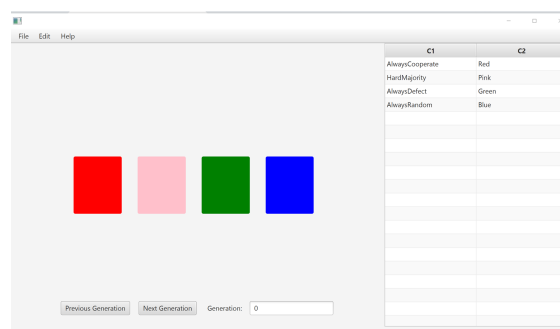 File Edit Help
C1 C2
AlwaysCooperate Red
HardMajority Pink
AlwaysDefect Green
AlwaysRandom Blue
Previous Generation Next Generation Generation: 0